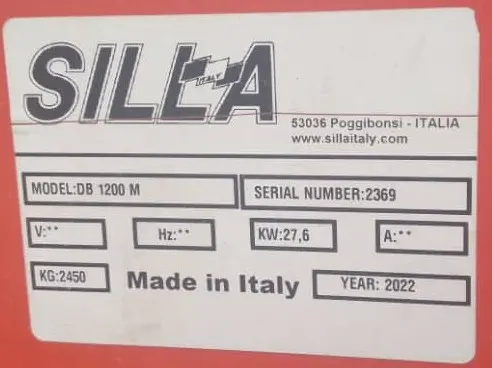 SILLA
ITALY
53036 Poggibonsi - ITALIA
www.sillaitaly.com
MODEL:DB 1200 M
SERIAL NUMBER:2369
V:** Hz:** KW:27,6 A:**
KG:2450 Made in Italy YEAR: 2022